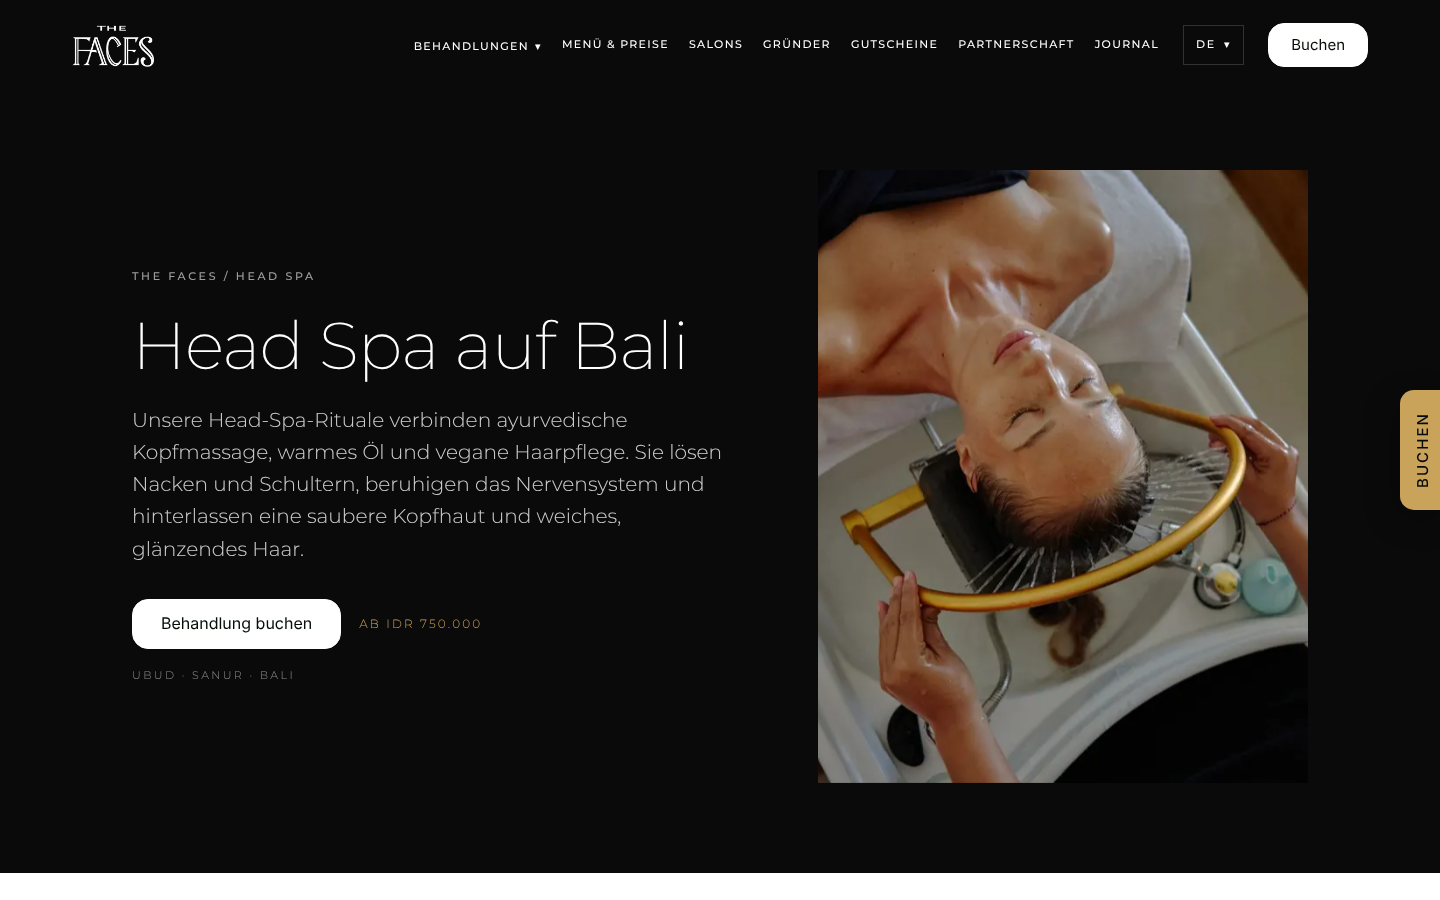 THE
FACES
BEHANDLUNGEN ▾
MENÜ & PREISE
SALONS
GRÜNDER
GUTSCHEINE
PARTNERSCHAFT
JOURNAL
DE ▾
Buchen
THE FACES / HEAD SPA
Head Spa auf Bali
Unsere Head-Spa-Rituale verbinden ayurvedische
Kopfmassage, warmes Öl und vegane Haarpflege. Sie lösen
Nacken und Schultern, beruhigen das Nervensystem und
hinterlassen eine saubere Kopfhaut und weiches,
glänzendes Haar.
Behandlung buchen
AB IDR 750.000
UBUD · SANUR · BALI
BUCHEN